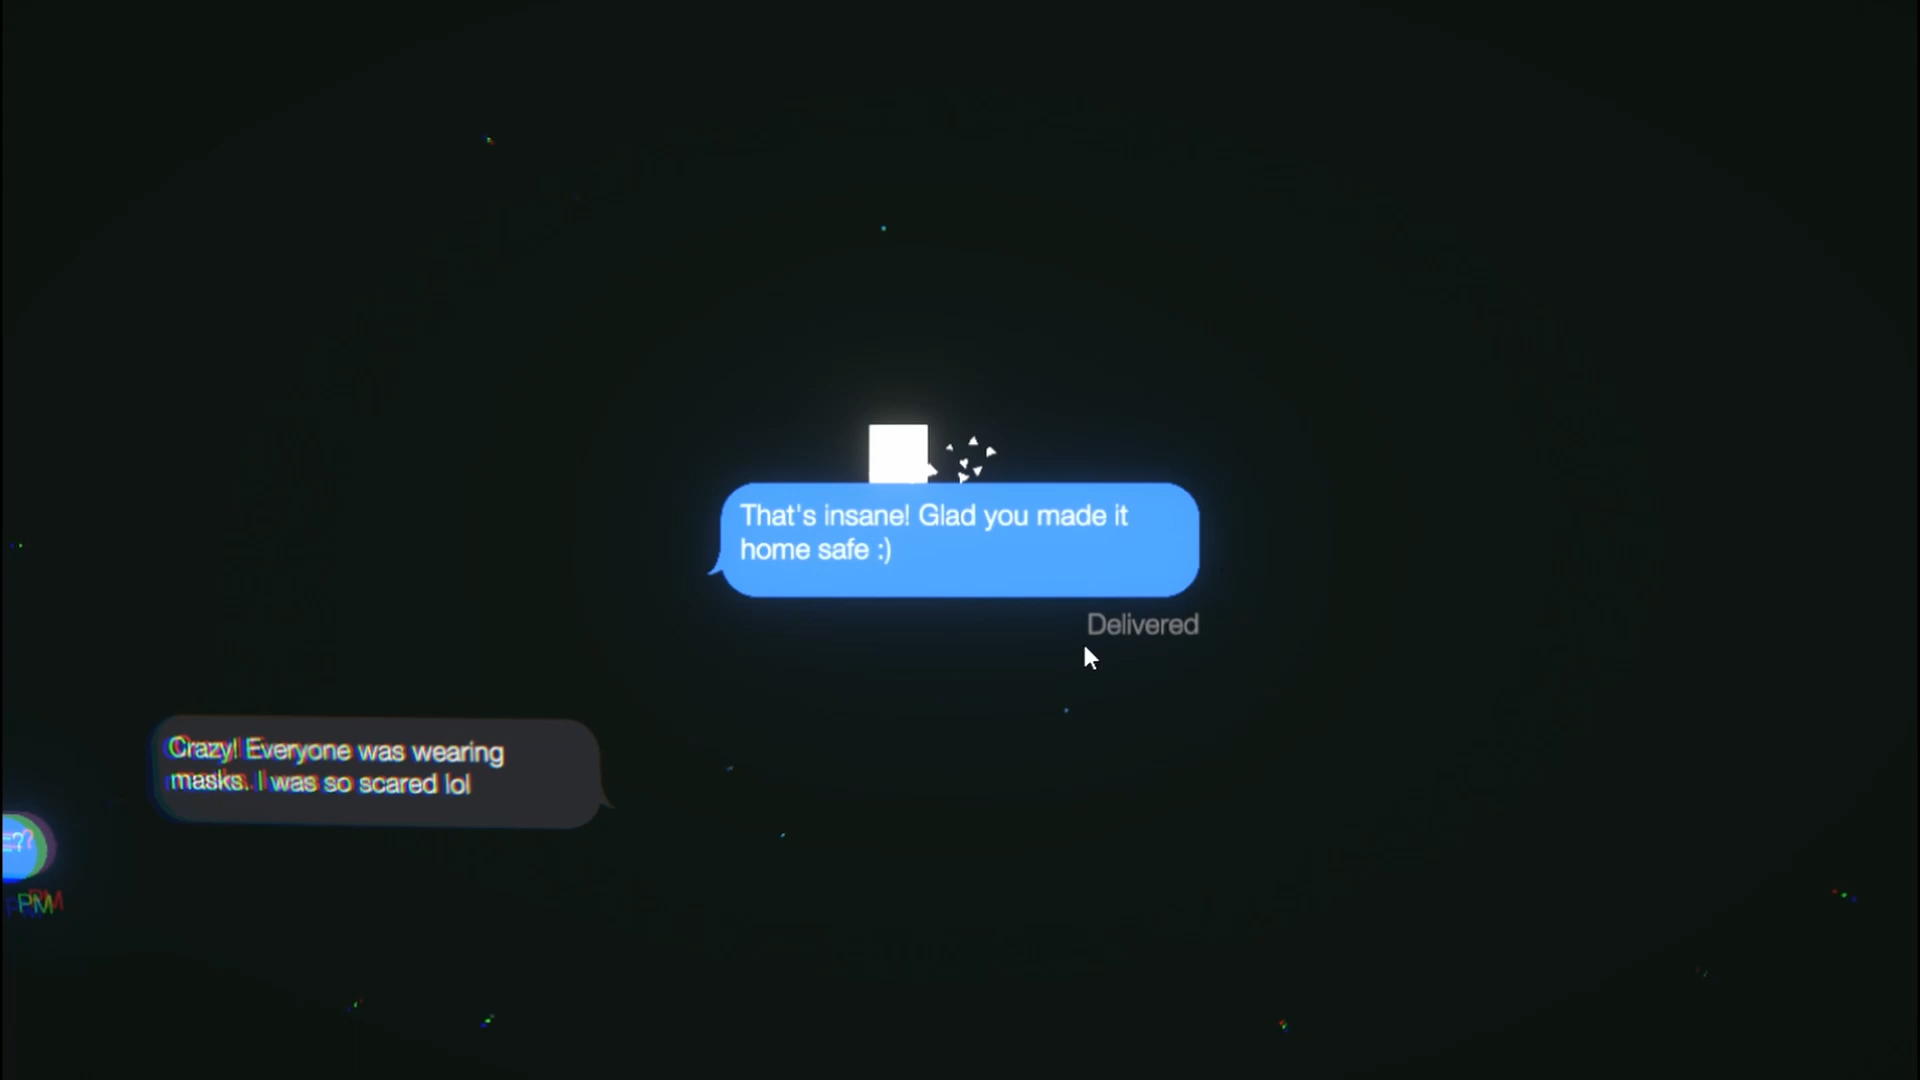 That's insane! Glad you made it
home safe :)
Delivered
Crazy! Everyone was wearing
masks. I was so scared lol
=??
PM